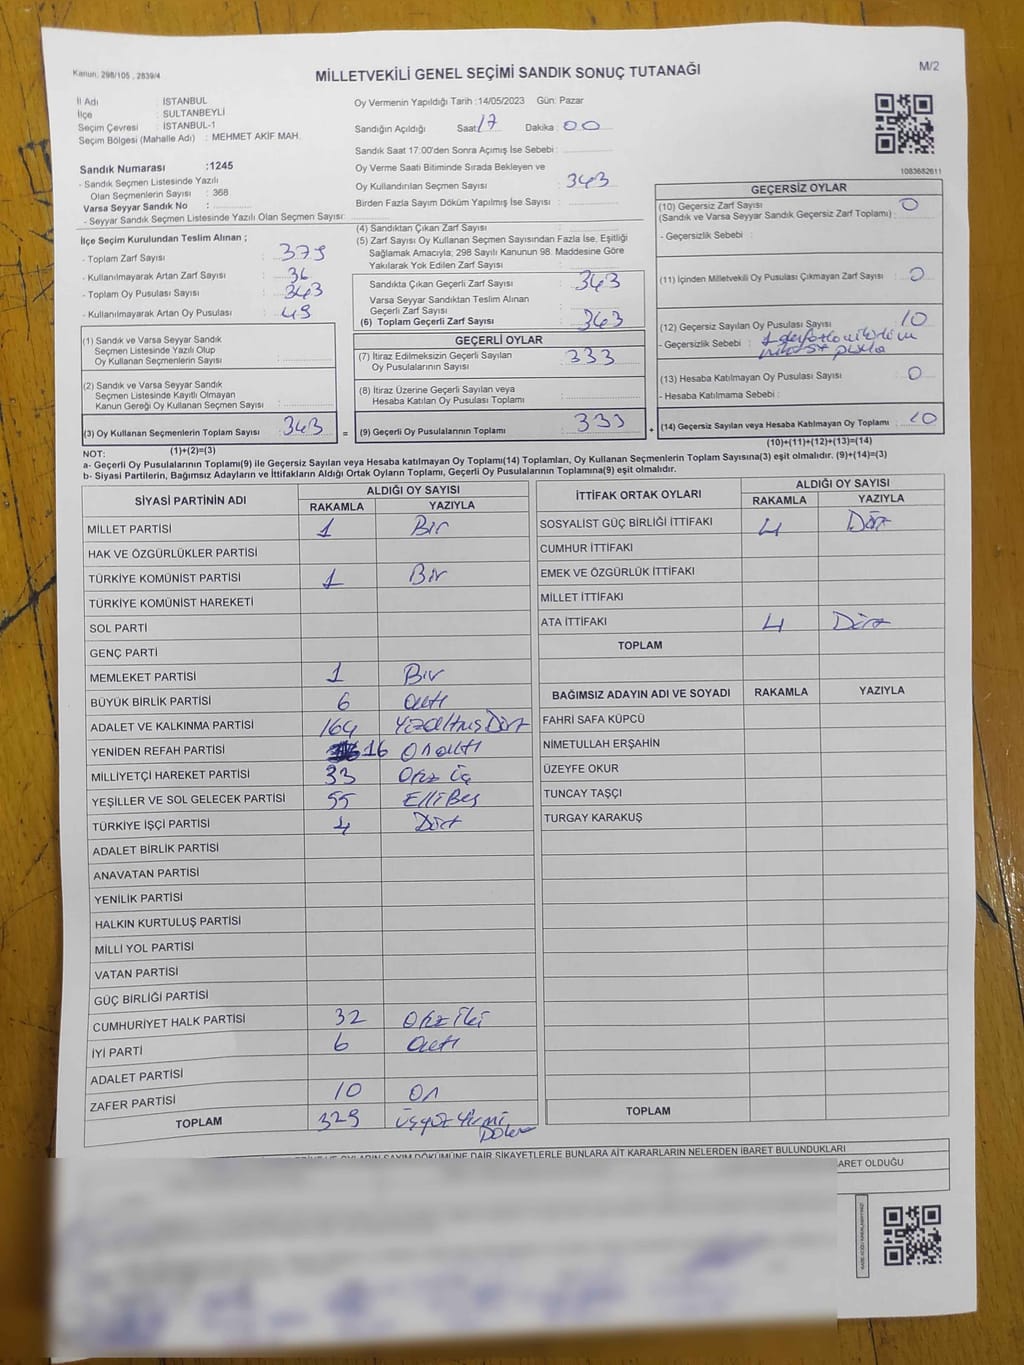 Kanun: 298/105 , 2839/4
MİLLETVEKİLİ GENEL SEÇİMİ SANDIK SONUÇ TUTANAĞI
M/2
İl Adı : İSTANBUL
İlçe : SULTANBEYLİ
Seçim Çevresi : İSTANBUL-1
Seçim Bölgesi (Mahalle Adı) : MEHMET AKİF MAH.
Sandık Numarası :1245
- Sandık Seçmen Listesinde Yazılı
Olan Seçmenlerin Sayısı : 368
Varsa Seyyar Sandık No :
- Seyyar Sandık Seçmen Listesinde Yazılı Olan Seçmen Sayısı:
Oy Vermenin Yapıldığı Tarih :14/05/2023 Gün: Pazar
Sandığın Açıldığı Saat 17 Dakika 00
Sandık Saat 17:00'den Sonra Açımış İse Sebebi :
Oy Verme Saati Bitiminde Sırada Bekleyen ve
Oy Kullandırılan Seçmen Sayısı : 343
Birden Fazla Sayım Döküm Yapılmış İse Sayısı :
1083682611
İlçe Seçim Kurulundan Teslim Alınan ;
- Toplam Zarf Sayısı : 379
- Kullanılmayarak Artan Zarf Sayısı : 36
- Toplam Oy Pusulası Sayısı : 343
- Kullanılmayarak Artan Oy Pusulası : 49
(4) Sandıktan Çıkan Zarf Sayısı :
(5) Zarf Sayısı Oy Kullanan Seçmen Sayısından Fazla İse, Eşitliği
Sağlamak Amacıyla; 298 Sayılı Kanunun 98. Maddesine Göre
Yakılarak Yok Edilen Zarf Sayısı :
Sandıkta Çıkan Geçerli Zarf Sayısı : 343
Varsa Seyyar Sandıktan Teslim Alınan
Geçerli Zarf Sayısı :
(6) Toplam Geçerli Zarf Sayısı : 343
GEÇERSİZ OYLAR
(10) Geçersiz Zarf Sayısı : 0
(Sandık ve Varsa Seyyar Sandık Geçersiz Zarf Toplamı)
- Geçersizlik Sebebi :
(11) İçinden Milletvekili Oy Pusulası Çıkmayan Zarf Sayısı : 0
(12) Geçersiz Sayılan Oy Pusulası Sayısı : 10
- Geçersizlik Sebebi :
(13) Hesaba Katılmayan Oy Pusulası Sayısı : 0
- Hesaba Katılmama Sebebi :
(14) Geçersiz Sayılan veya Hesaba Katılmayan Oy Toplamı : 10
(10)+(11)+(12)+(13)=(14)
(1) Sandık ve Varsa Seyyar Sandık
Seçmen Listesinde Yazılı Olup
Oy Kullanan Seçmenlerin Sayısı :
(2) Sandık ve Varsa Seyyar Sandık
Seçmen Listesinde Kayıtlı Olmayan
Kanun Gereği Oy Kullanan Seçmen Sayısı :
(3) Oy Kullanan Seçmenlerin Toplam Sayısı : 343
=
(1)+(2)=(3)
GEÇERLİ OYLAR
(7) İtiraz Edilmeksizin Geçerli Sayılan
Oy Pusulalarının Sayısı : 333
(8) İtiraz Üzerine Geçerli Sayılan veya
Hesaba Katılan Oy Pusulası Toplamı :
(9) Geçerli Oy Pusulalarının Toplamı : 333
+
NOT:
a- Geçerli Oy Pusulalarının Toplamı(9) ile Geçersiz Sayılan veya Hesaba katılmayan Oy Toplamı(14) Toplamları, Oy Kullanan Seçmenlerin Toplam Sayısına(3) eşit olmalıdır. (9)+(14)=(3)
b- Siyasi Partilerin, Bağımsız Adayların ve İttifakların Aldığı Ortak Oyların Toplamı, Geçerli Oy Pusulalarının Toplamına(9) eşit olmalıdır.
SİYASİ PARTİNİN ADI ALDIĞI OY SAYISI
RAKAMLA YAZIYLA
MİLLET PARTİSİ 1 Bir
HAK VE ÖZGÜRLÜKLER PARTİSİ
TÜRKİYE KOMÜNİST PARTİSİ 1 Bir
TÜRKİYE KOMÜNİST HAREKETİ
SOL PARTİ
GENÇ PARTİ
MEMLEKET PARTİSİ 1 Bir
BÜYÜK BİRLİK PARTİSİ 6 Altı
ADALET VE KALKINMA PARTİSİ 164 YüzaltmışDört
YENİDEN REFAH PARTİSİ 16 Onaltı
MİLLİYETÇİ HAREKET PARTİSİ 33 Otuz Üç
YEŞİLLER VE SOL GELECEK PARTİSİ 55 ElliBeş
TÜRKİYE İŞÇİ PARTİSİ 4 Dört
ADALET BİRLİK PARTİSİ
ANAVATAN PARTİSİ
YENİLİK PARTİSİ
HALKIN KURTULUŞ PARTİSİ
MİLLİ YOL PARTİSİ
VATAN PARTİSİ
GÜÇ BİRLİĞİ PARTİSİ
CUMHURİYET HALK PARTİSİ 32 Otuz İki
İYİ PARTİ 6 Altı
ADALET PARTİSİ
ZAFER PARTİSİ 10 On
TOPLAM 329 üçyüz Yirmi Dokuz
İTTİFAK ORTAK OYLARI ALDIĞI OY SAYISI
RAKAMLA YAZIYLA
SOSYALİST GÜÇ BİRLİĞİ İTTİFAKI 4 Dört
CUMHUR İTTİFAKI
EMEK VE ÖZGÜRLÜK İTTİFAKI
MİLLET İTTİFAKI
ATA İTTİFAKI 4 Dört
TOPLAM
BAĞIMSIZ ADAYIN ADI VE SOYADI RAKAMLA YAZIYLA
FAHRİ SAFA KÜPCÜ
NİMETULLAH ERŞAHİN
ÜZEYFE OKUR
TUNCAY TAŞÇI
TURGAY KARAKUŞ
TOPLAM
OYLARIN SAYIM DÖKÜMÜNE DAİR ŞİKAYETLERLE BUNLARA AİT KARARLARIN NELERDEN İBARET BULUNDUKLARI
ARET OLDUĞU